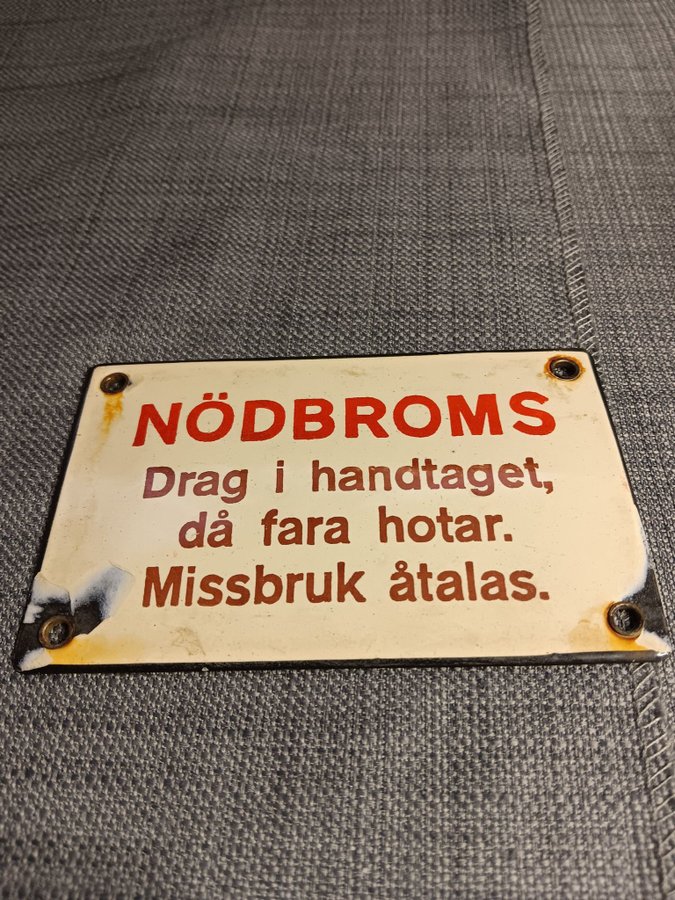 NÖDBROMS
Drag i handtaget,
då fara hotar.
Missbruk åtalas.